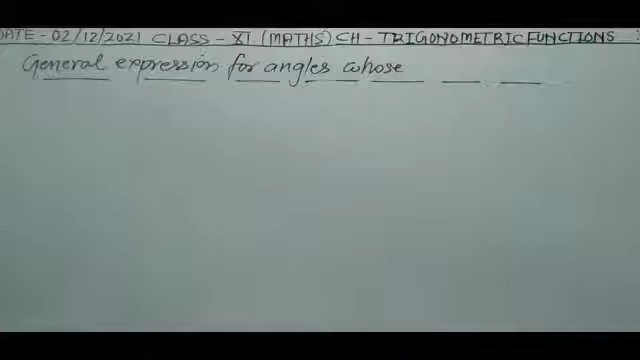 DATE - 02/12/2021 CLASS - XI (MATHS) CH - TRIGONOMETRIC FUNCTIONS
General expression for angles whose